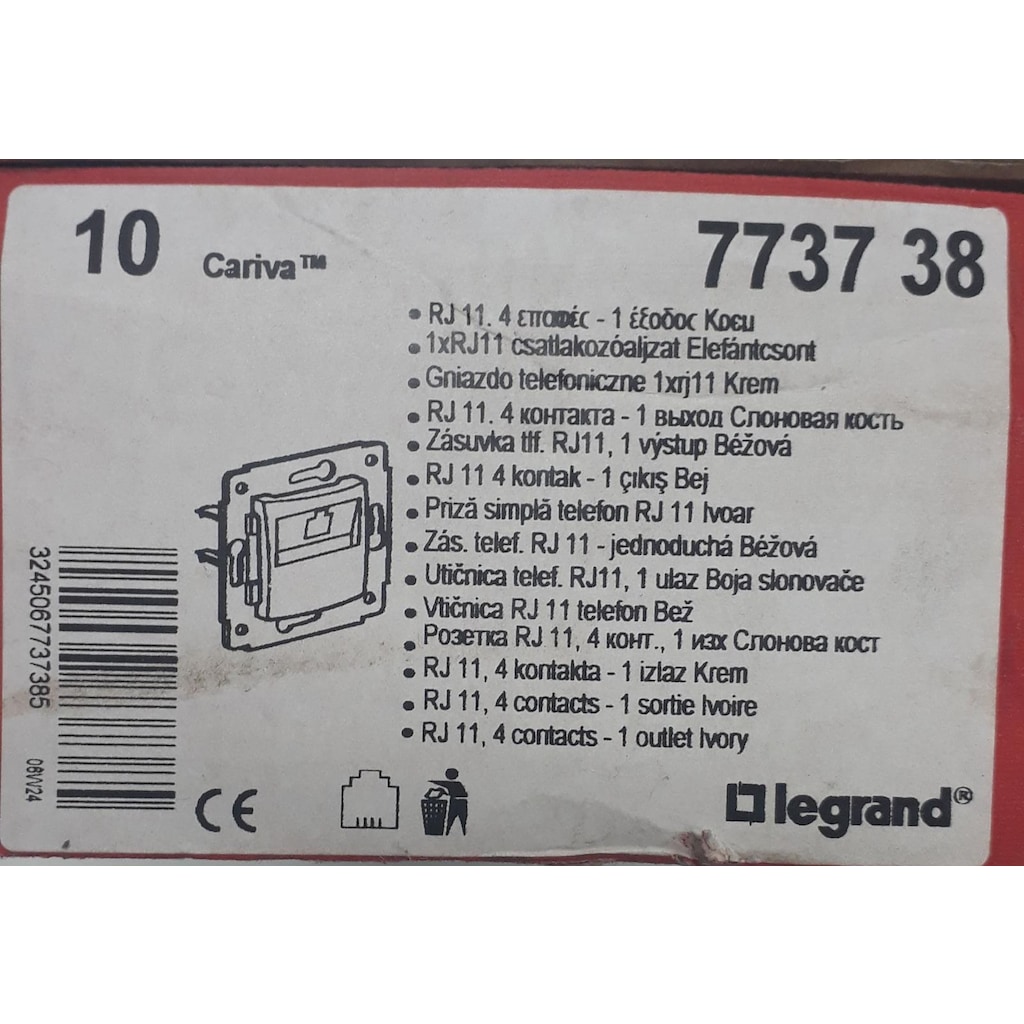 10 Cariva™ 7737 38
• RJ 11. 4 επαφές - 1 έξοδος Κρεμ
• 1xRJ11 csatlakozóaljzat Elefántcsont
• Gniazdo telefoniczne 1xrj11 Krem
• RJ 11. 4 контакта - 1 выход Слоновая кость
• Zásuvka tlf. RJ11, 1 výstup Béžová
• RJ 11 4 kontak - 1 çıkış Bej
• Priză simplă telefon RJ 11 Ivoar
• Zás. telef. RJ 11 - jednoduchá Béžová
• Utičnica telef. RJ11, 1 ulaz Boja slonovače
• Vtičnica RJ 11 telefon Bež
• Розетка RJ 11, 4 конт., 1 изх Слонова кост
• RJ 11, 4 kontakta - 1 izlaz Krem
• RJ 11, 4 contacts - 1 sortie Ivoire
• RJ 11, 4 contacts - 1 outlet Ivory
3245067737385
08W24
CE
legrand®